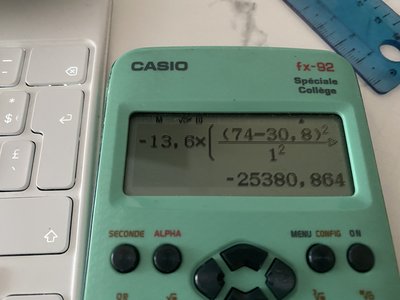 CASIO
fx-92
Spéciale
Collège
M
-13,6×((74-30,8)²
1²
-25380,864
SECONDE ALPHA MENU CONFIG ON
£